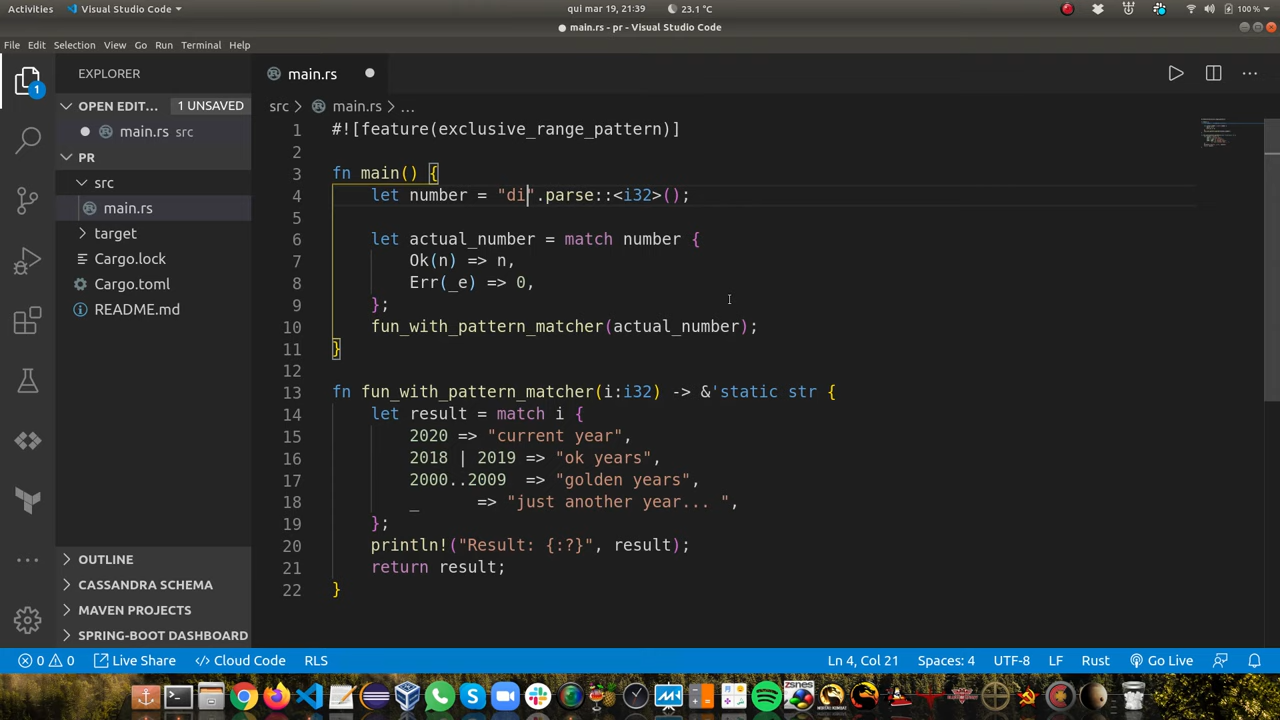 Activities Visual Studio Code qui mar 19, 21:39 23.1 °C 100 %
main.rs - pr - Visual Studio Code
File Edit Selection View Go Run Terminal Help
EXPLORER main.rs
1
OPEN EDIT... 1 UNSAVED src > main.rs > ...
main.rs src
PR
src
main.rs
target
Cargo.lock
Cargo.toml
README.md
OUTLINE
CASSANDRA SCHEMA
MAVEN PROJECTS
SPRING-BOOT DASHBOARD
1 #![feature(exclusive_range_pattern)]
2
3 fn main() {
4 let number = "di".parse::<i32>();
5
6 let actual_number = match number {
7 Ok(n) => n,
8 Err(_e) => 0,
9 };
10 fun_with_pattern_matcher(actual_number);
11 }
12
13 fn fun_with_pattern_matcher(i:i32) -> &'static str {
14 let result = match i {
15 2020 => "current year",
16 2018 | 2019 => "ok years",
17 2000..2009 => "golden years",
18 _ => "just another year... ",
19 };
20 println!("Result: {:?}", result);
21 return result;
22 }
0 0 Live Share Cloud Code RLS Ln 4, Col 21 Spaces: 4 UTF-8 LF Rust Go Live